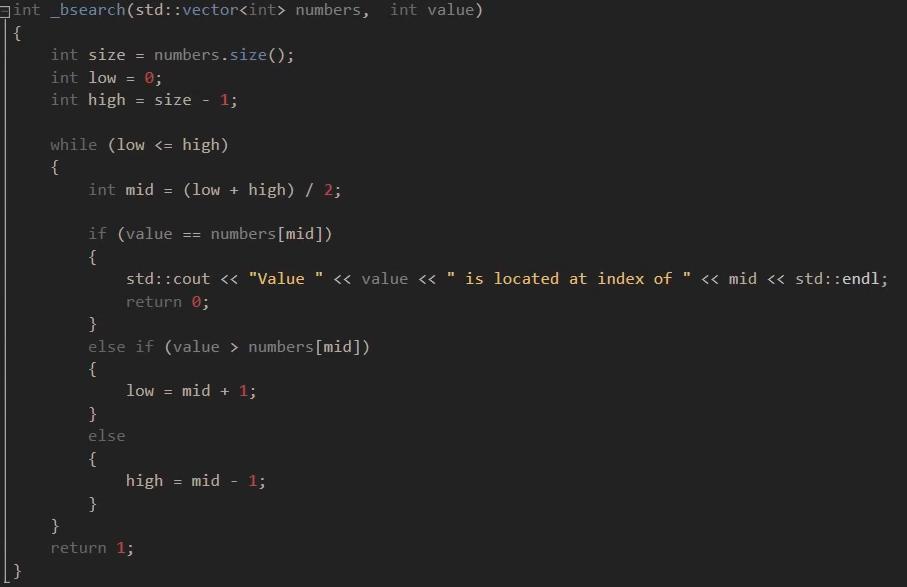 int _bsearch(std::vector<int> numbers,  int value)
{
    int size = numbers.size();
    int low = 0;
    int high = size - 1;

    while (low <= high)
    {
        int mid = (low + high) / 2;

        if (value == numbers[mid])
        {
            std::cout << "Value " << value << " is located at index of " << mid << std::endl;
            return 0;
        }
        else if (value > numbers[mid])
        {
            low = mid + 1;
        }
        else
        {
            high = mid - 1;
        }
    }
    return 1;
}